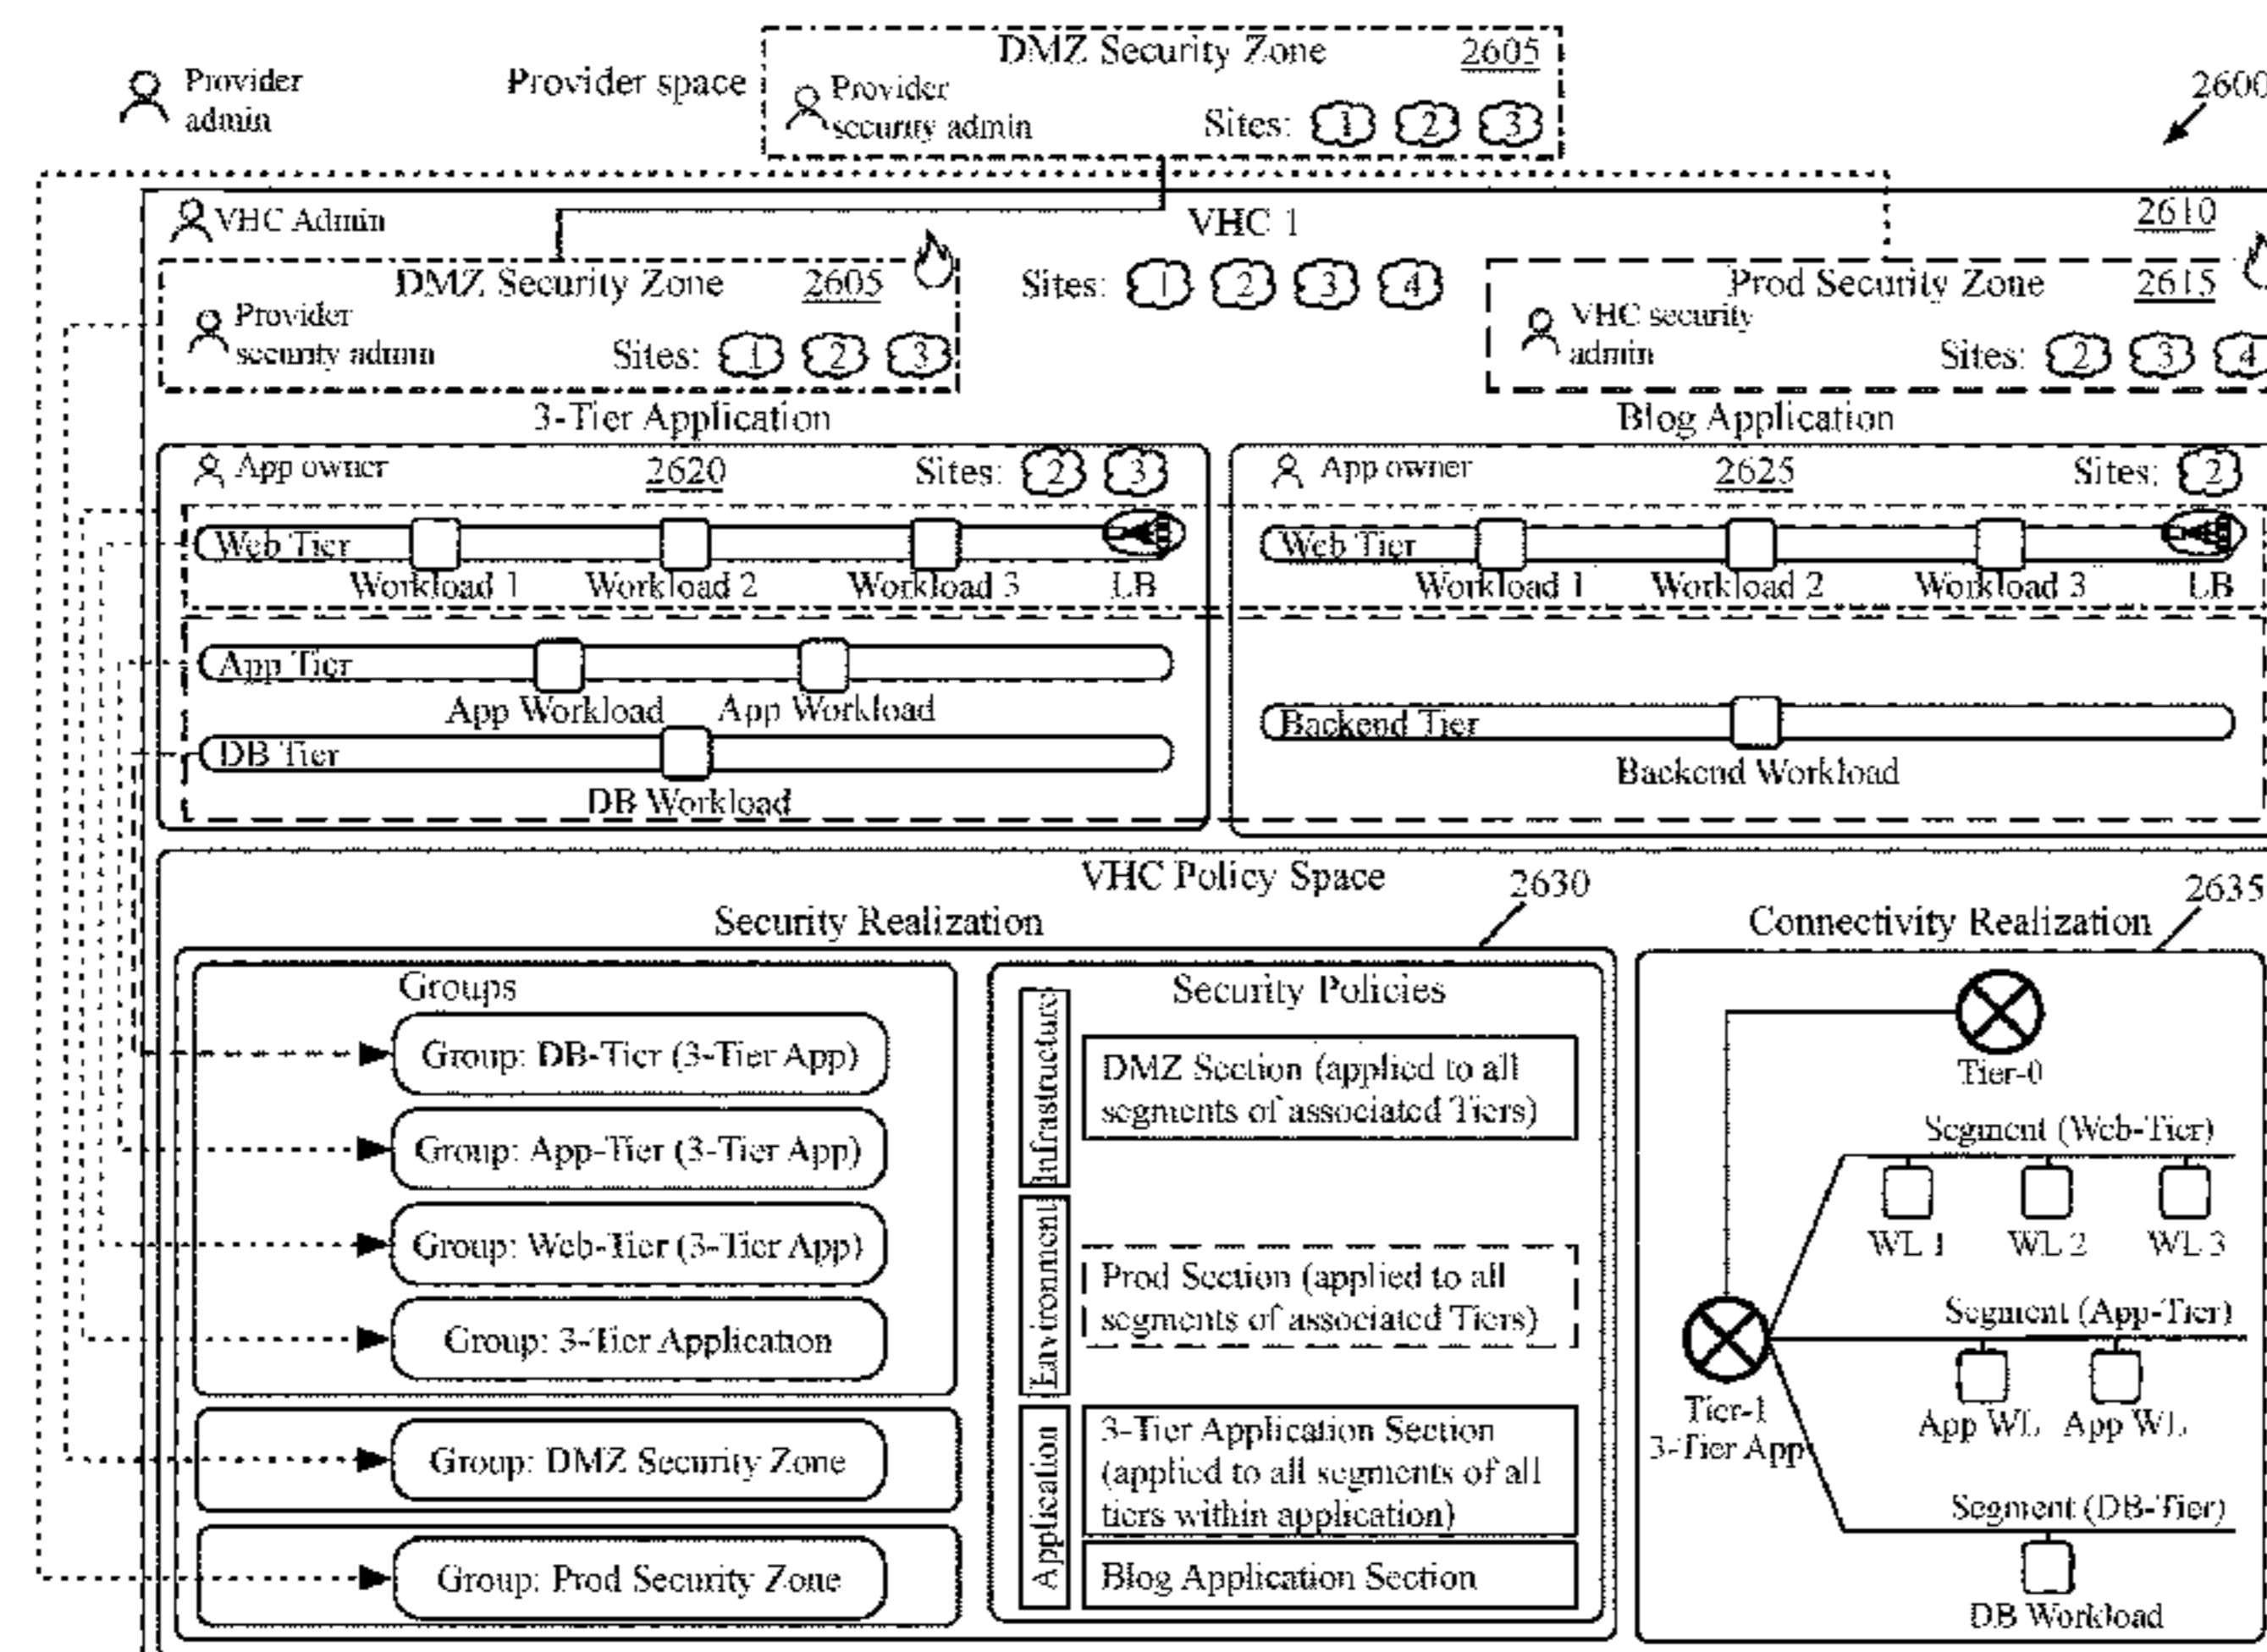 Provider
admin
Provider space
DMZ Security Zone 2605
Provider
security admin
Sites: 1 2 3
2600
VHC Admin
VHC 1
2610
Sites: 1 2 3 4
DMZ Security Zone 2605
Provider
security admin
Sites: 1 2 3
Prod Security Zone 2615
VHC security
admin
Sites: 2 3 4
3-Tier Application
App owner 2620 Sites: 2 3
Web Tier
Workload 1 Workload 2 Workload 3 LB
App Tier
App Workload App Workload
DB Tier
DB Workload
Blog Application
App owner 2625 Sites: 2
Web Tier
Workload 1 Workload 2 Workload 3 LB
Backend Tier
Backend Workload
VHC Policy Space
Security Realization
2630
Groups
Group: DB-Tier (3-Tier App)
Group: App-Tier (3-Tier App)
Group: Web-Tier (3-Tier App)
Group: 3-Tier Application
Group: DMZ Security Zone
Group: Prod Security Zone
Security Policies
Infrastructure
DMZ Section (applied to all
segments of associated Tiers)
Environment
Prod Section (applied to all
segments of associated Tiers)
Application
3-Tier Application Section
(applied to all segments of all
tiers within application)
Blog Application Section
Connectivity Realization
2635
Tier-0
Segment (Web-Tier)
WL 1 WL 2 WL 3
Tier-1
3-Tier App
Segment (App-Tier)
App WL App WL
Segment (DB-Tier)
DB Workload